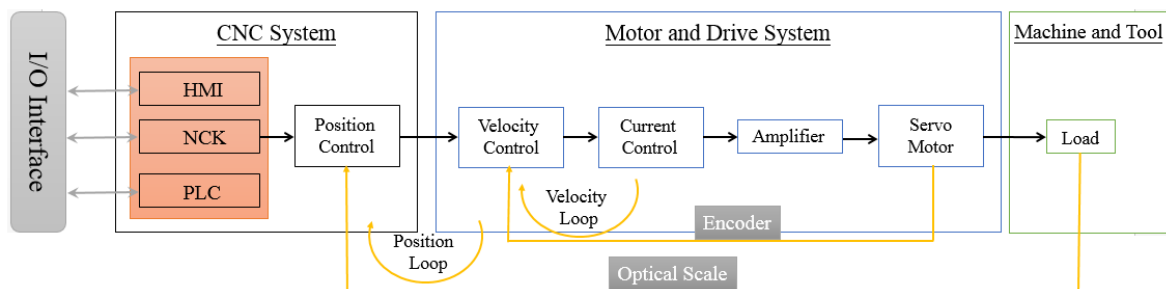 I/O Interface
CNC System
HMI
NCK
PLC
Position
Control
Motor and Drive System
Velocity
Control
Current
Control
Amplifier
Servo
Motor
Machine and Tool
Load
Velocity
Loop
Encoder
Position
Loop
Optical Scale